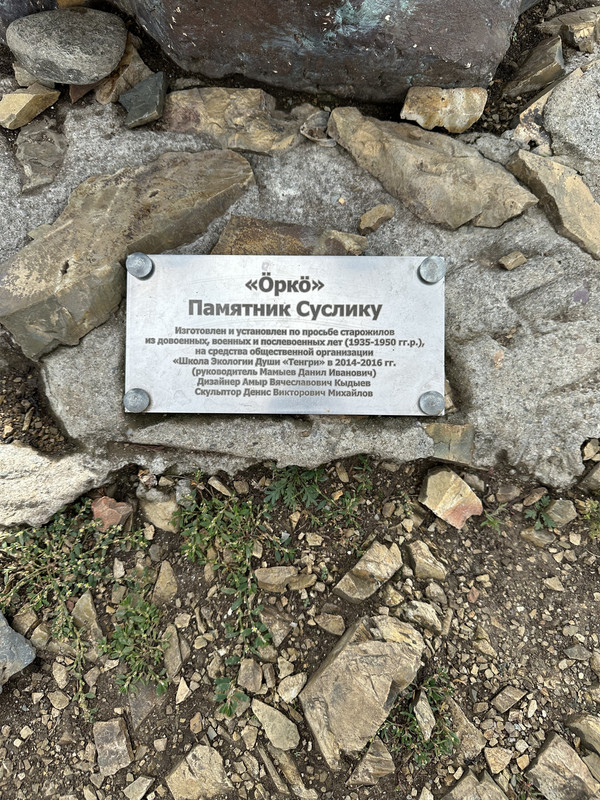 «Öркö»
Памятник Суслику
Изготовлен и установлен по просьбе старожилов
из довоенных, военных и послевоенных лет (1935-1950 гг.р.),
на средства общественной организации
«Школа Экологии Души «Тенгри» в 2014-2016 гг.
(руководитель Мамыев Данил Иванович)
Дизайнер Амыр Вячеславович Кыдыев
Скульптор Денис Викторович Михайлов